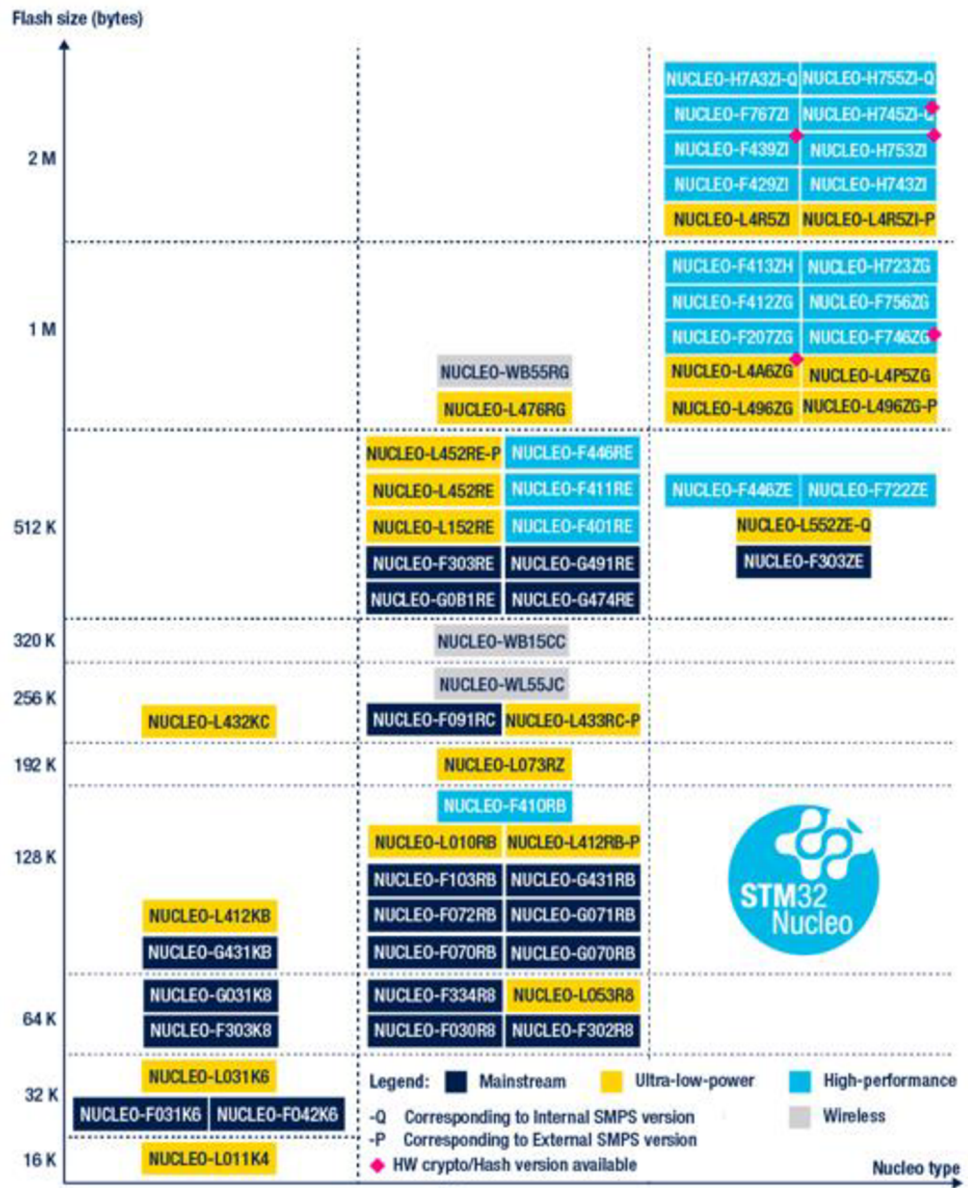 Flash size (bytes)
NUCLEO-H7A3ZI-Q NUCLEO-H755ZI-Q
NUCLEO-F767ZI NUCLEO-H745ZI-Q
2 M NUCLEO-F439ZI NUCLEO-H753ZI
NUCLEO-F429ZI NUCLEO-H743ZI
NUCLEO-L4R5ZI NUCLEO-L4R5ZI-P
NUCLEO-F413ZH NUCLEO-H723ZG
NUCLEO-F412ZG NUCLEO-F756ZG
1 M NUCLEO-F207ZG NUCLEO-F746ZG
NUCLEO-WB55RG NUCLEO-L4A6ZG NUCLEO-L4P5ZG
NUCLEO-L476RG NUCLEO-L496ZG NUCLEO-L496ZG-P
NUCLEO-L452RE-P NUCLEO-F446RE
NUCLEO-L452RE NUCLEO-F411RE NUCLEO-F446ZE NUCLEO-F722ZE
512 K NUCLEO-L152RE NUCLEO-F401RE NUCLEO-L552ZE-Q
NUCLEO-F303RE NUCLEO-G491RE NUCLEO-F303ZE
NUCLEO-G0B1RE NUCLEO-G474RE
320 K NUCLEO-WB15CC
256 K NUCLEO-WL55JC
NUCLEO-L432KC NUCLEO-F091RC NUCLEO-L433RC-P
192 K NUCLEO-L073RZ
NUCLEO-F410RB
128 K NUCLEO-L010RB NUCLEO-L412RB-P
NUCLEO-F103RB NUCLEO-G431RB
NUCLEO-L412KB NUCLEO-F072RB NUCLEO-G071RB
NUCLEO-G431KB NUCLEO-F070RB NUCLEO-G070RB
STM32
Nucleo
NUCLEO-G031K8 NUCLEO-F334R8 NUCLEO-L053R8
64 K NUCLEO-F303K8 NUCLEO-F030R8 NUCLEO-F302R8
NUCLEO-L031K6
32 K NUCLEO-F031K6 NUCLEO-F042K6
16 K NUCLEO-L011K4
Legend: Mainstream Ultra-low-power High-performance
-Q Corresponding to Internal SMPS version Wireless
-P Corresponding to External SMPS version
HW crypto/Hash version available
Nucleo type